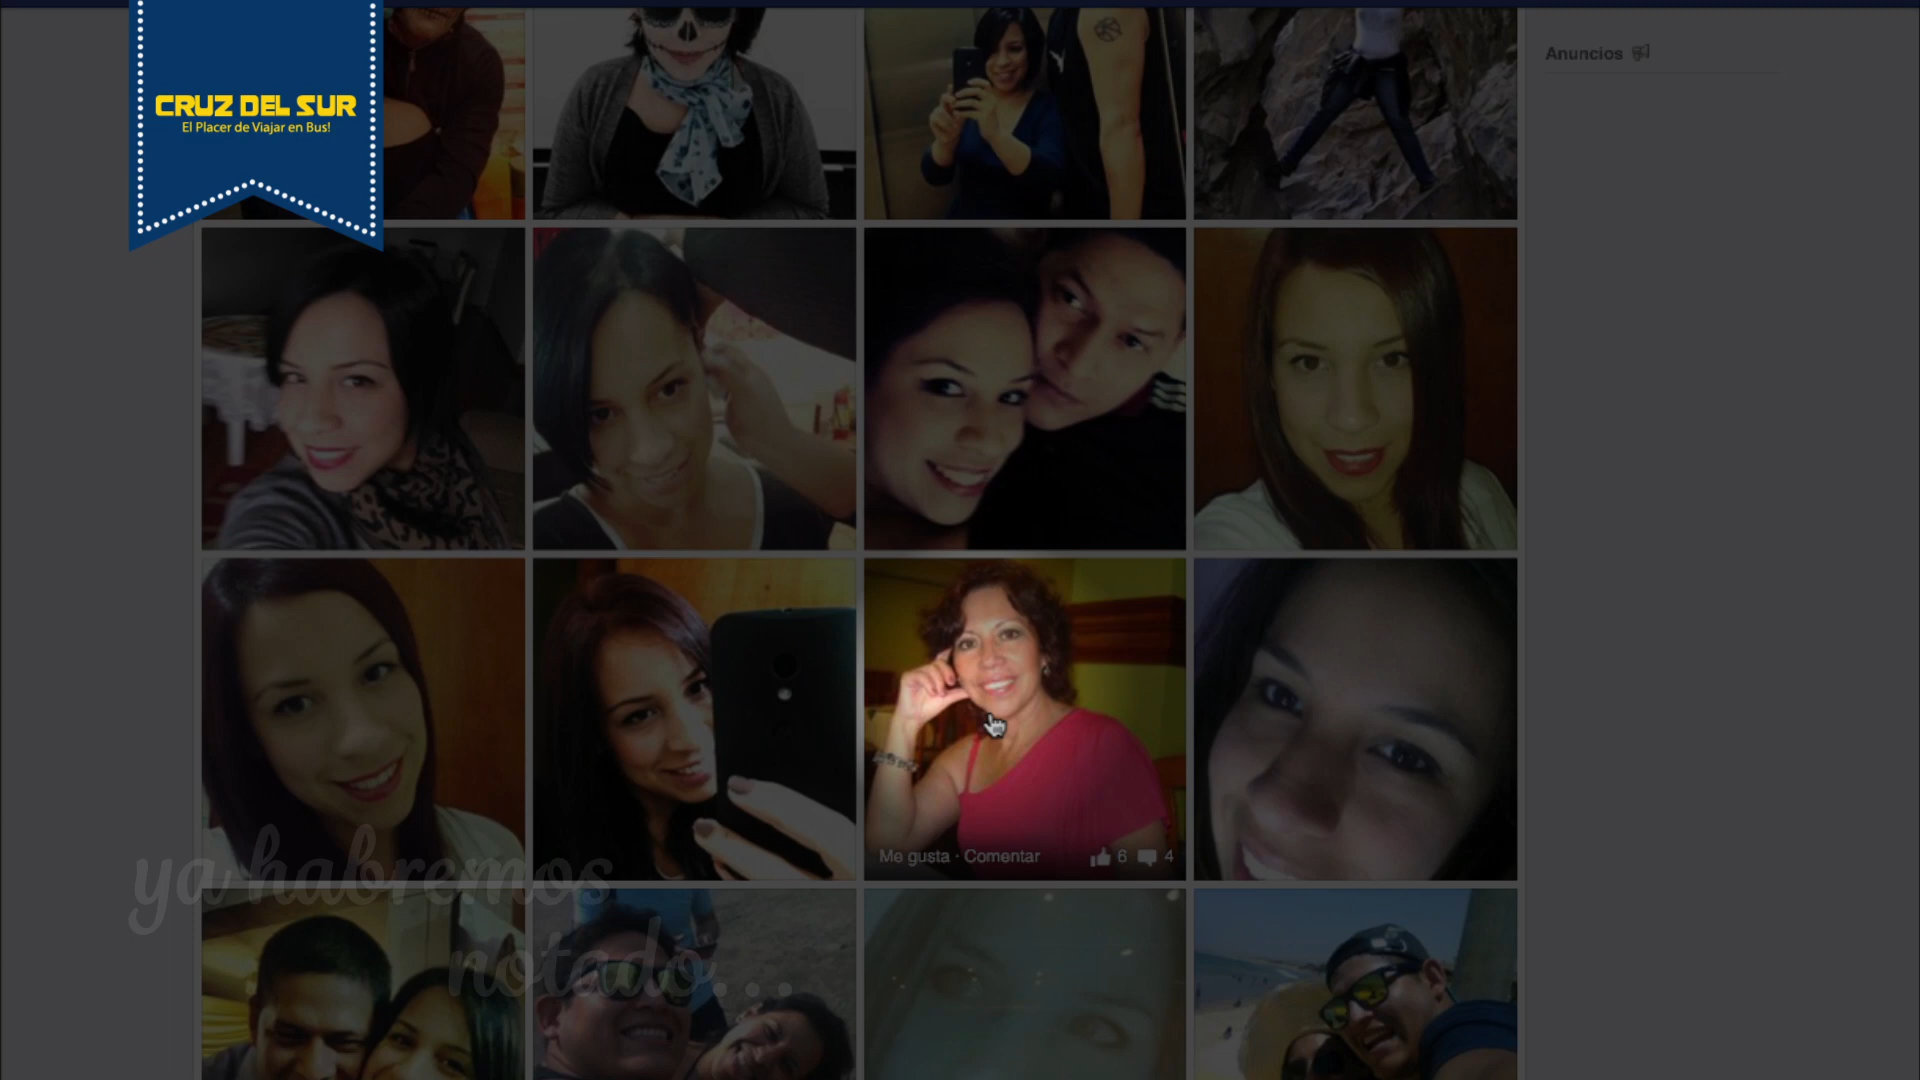 CRUZ DEL SUR
El Placer de Viajar en Bus!
Anuncios
Me gusta · Comentar 6 4
ya habremos
notado...